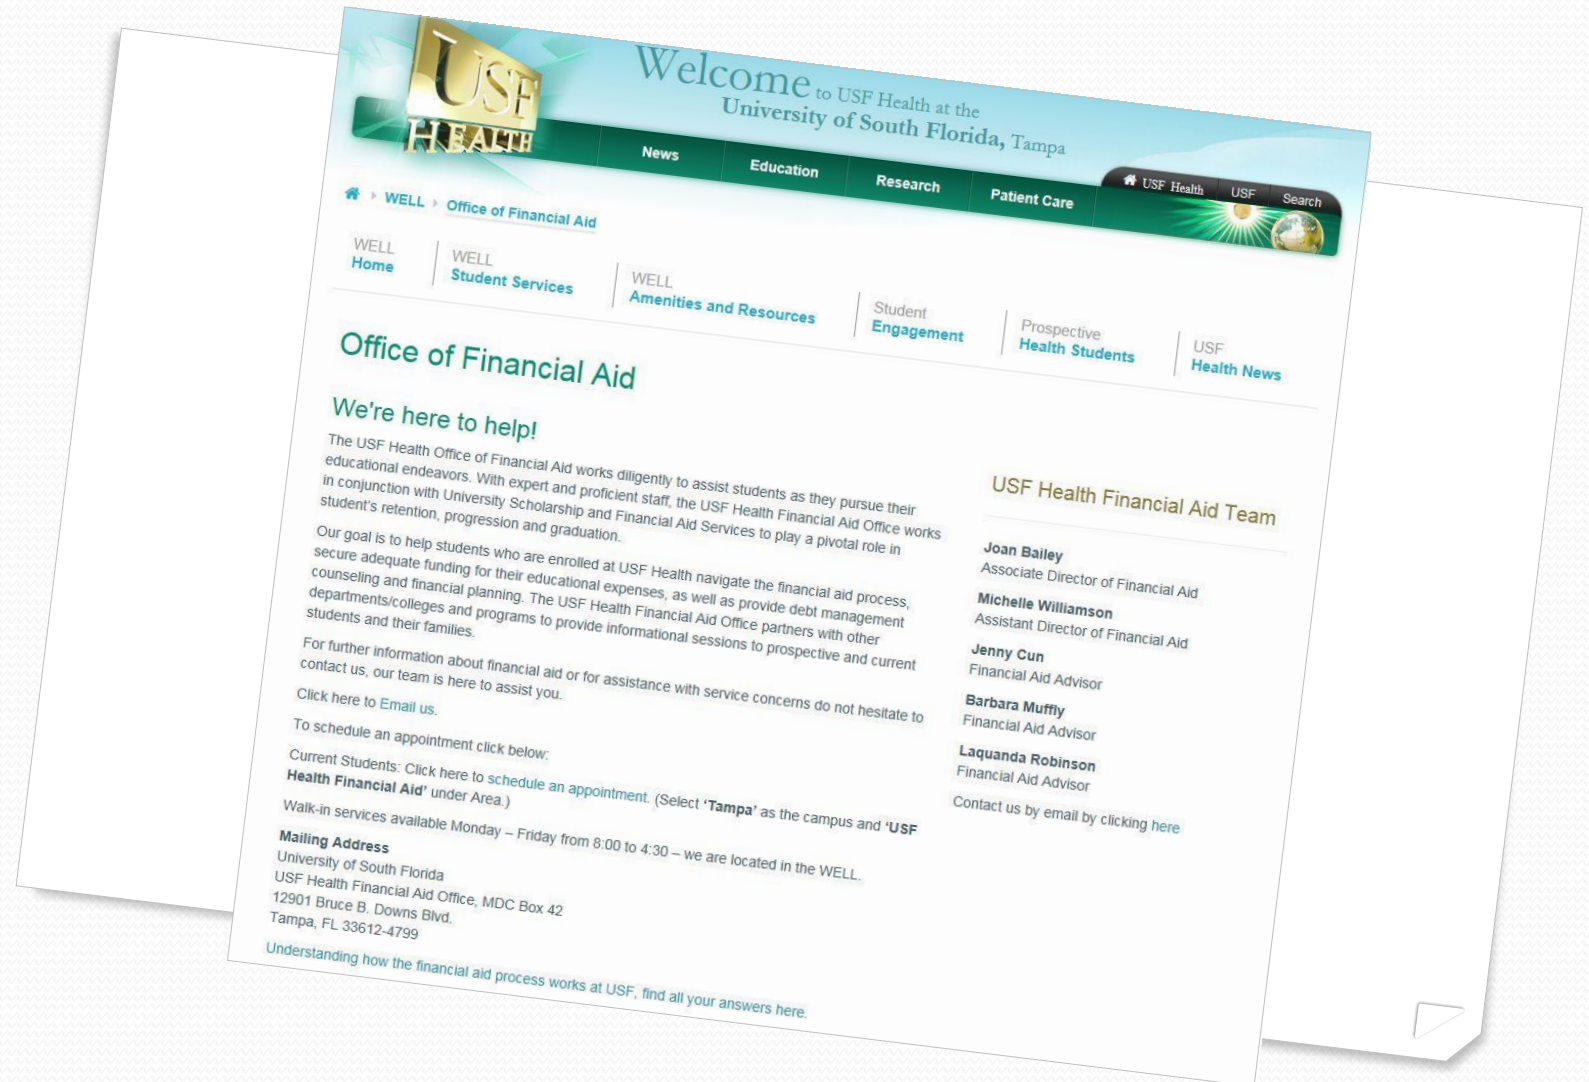 USF
HEALTH
Welcome to USF Health at the
University of South Florida, Tampa
News
Education
Research
Patient Care
USF Health
USF
Search
WELL
Office of Financial Aid
WELL
Home
WELL
Student Services
WELL
Amenities and Resources
Student
Engagement
Prospective
Health Students
USF
Health News
Office of Financial Aid
We're here to help!
The USF Health Office of Financial Aid works diligently to assist students as they pursue their
educational endeavors. With expert and proficient staff, the USF Health Financial Aid Office works
in conjunction with University Scholarship and Financial Aid Services to play a pivotal role in
student's retention, progression and graduation.
Our goal is to help students who are enrolled at USF Health navigate the financial aid process,
secure adequate funding for their educational expenses, as well as provide debt management
counseling and financial planning. The USF Health Financial Aid Office partners with other
departments/colleges and programs to provide informational sessions to prospective and current
students and their families.
For further information about financial aid or for assistance with service concerns do not hesitate to
contact us, our team is here to assist you.
Click here to Email us.
To schedule an appointment click below:
Current Students: Click here to schedule an appointment. (Select ‘Tampa’ as the campus and ‘USF
Health Financial Aid’ under Area.)
Walk-in services available Monday – Friday from 8:00 to 4:30 – we are located in the WELL.
Mailing Address
University of South Florida
USF Health Financial Aid Office, MDC Box 42
12901 Bruce B. Downs Blvd.
Tampa, FL 33612-4799
Understanding how the financial aid process works at USF, find all your answers here.
USF Health Financial Aid Team
Joan Bailey
Associate Director of Financial Aid
Michelle Williamson
Assistant Director of Financial Aid
Jenny Cun
Financial Aid Advisor
Barbara Muffly
Financial Aid Advisor
Laquanda Robinson
Financial Aid Advisor
Contact us by email by clicking here